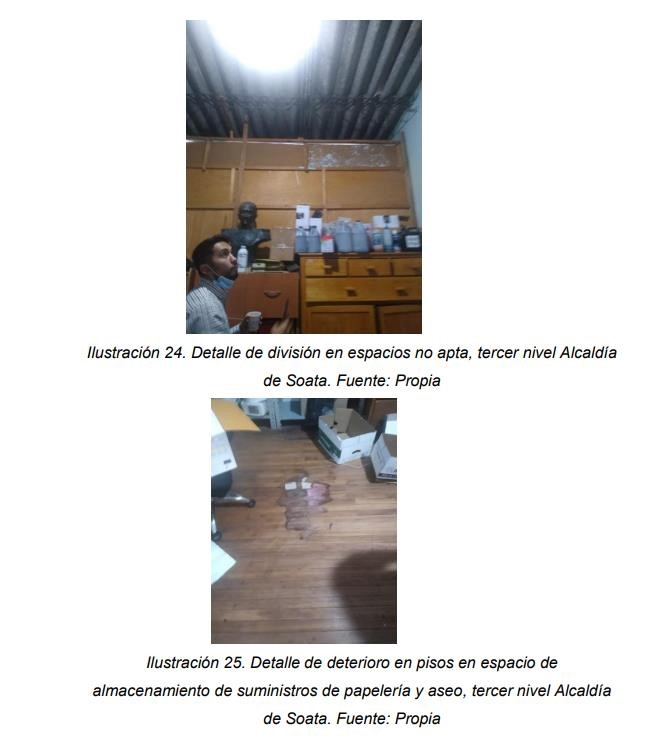 Ilustración 24. Detalle de división en espacios no apta, tercer nivel Alcaldía
de Soata. Fuente: Propia
Ilustración 25. Detalle de deterioro en pisos en espacio de
almacenamiento de suministros de papelería y aseo, tercer nivel Alcaldía
de Soata. Fuente: Propia